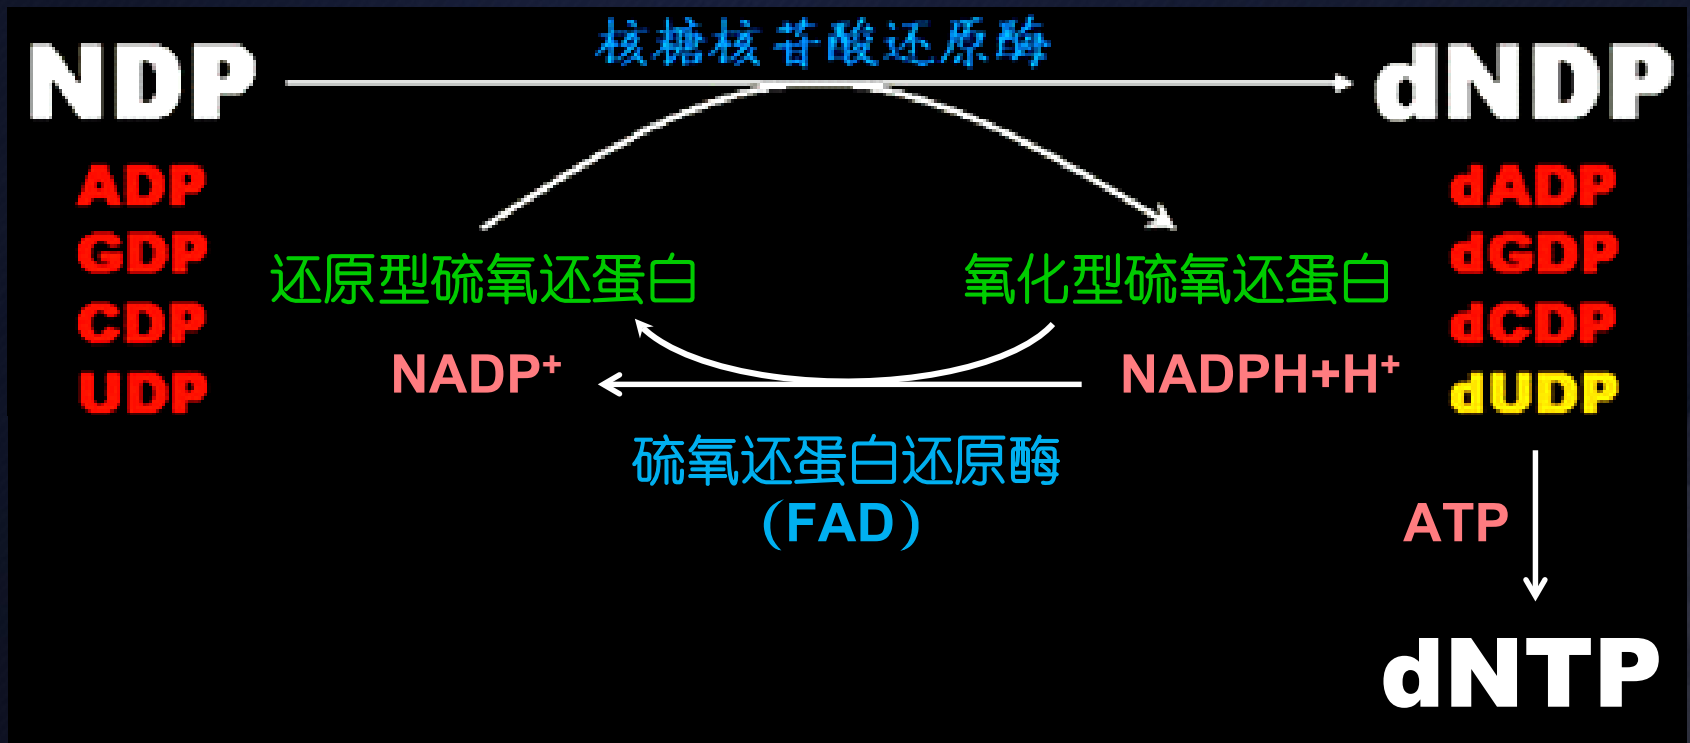 核糖核苷酸还原酶
NDP
dNDP
ADP
dADP
GDP
dGDP
还原型硫氧还蛋白
氧化型硫氧还蛋白
CDP
dCDP
NADP⁺
NADPH+H⁺
UDP
dUDP
硫氧还蛋白还原酶
(FAD)
ATP
dNTP